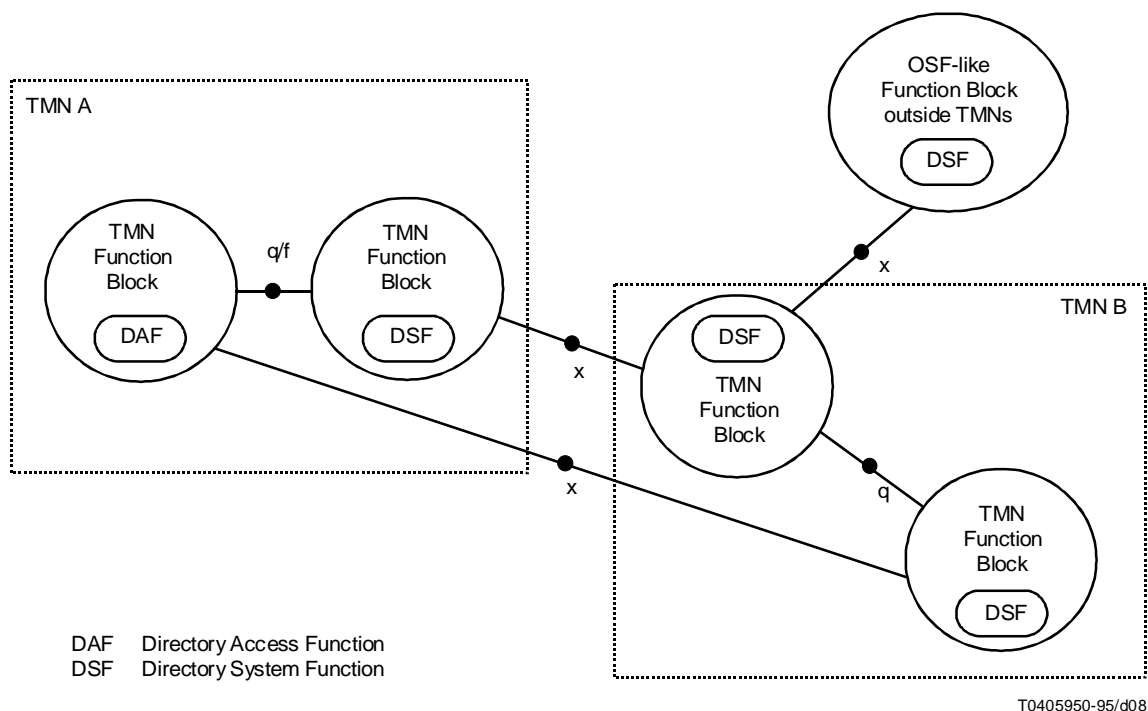 TMN A
OSF-like
Function Block
outside TMNs
DSF
TMN
Function
Block
DAF
q/f
TMN
Function
Block
DSF
x
x
x
TMN B
DSF
TMN
Function
Block
q
TMN
Function
Block
DSF
DAF Directory Access Function
DSF Directory System Function
T0405950-95/d08